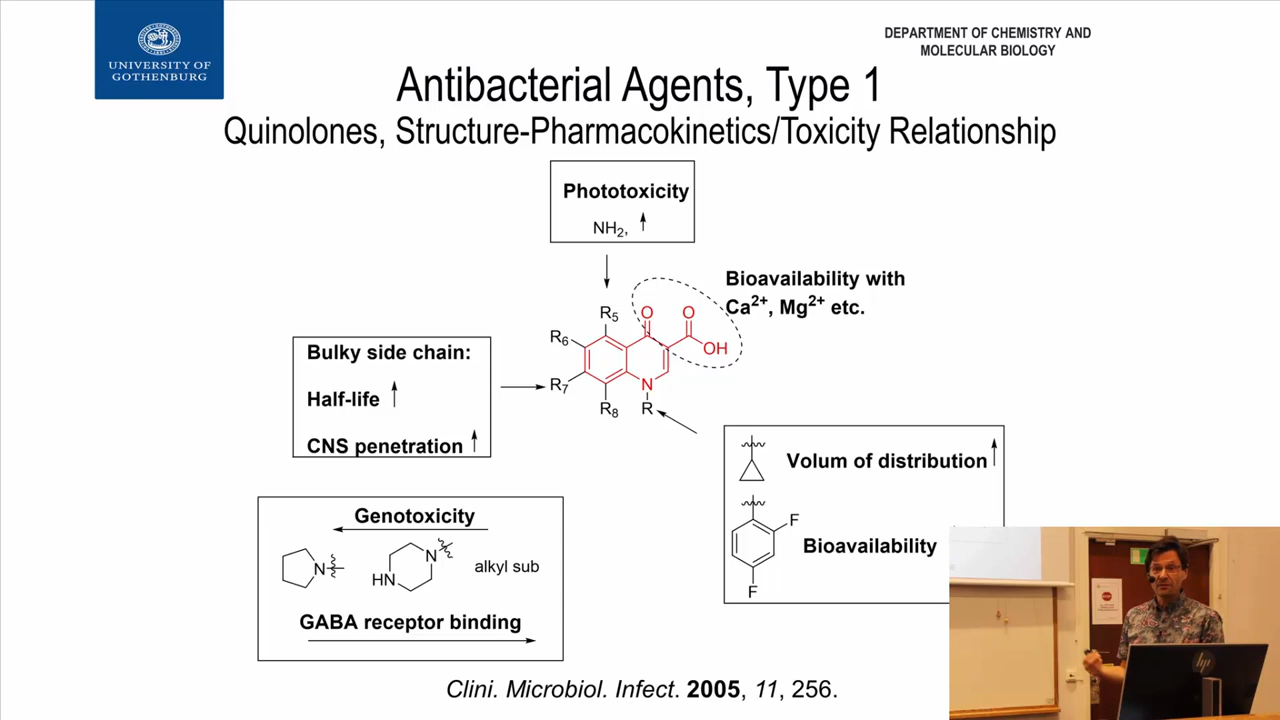 UNIVERSITY OF
GOTHENBURG
DEPARTMENT OF CHEMISTRY AND
MOLECULAR BIOLOGY
Antibacterial Agents, Type 1
Quinolones, Structure-Pharmacokinetics/Toxicity Relationship
Phototoxicity
NH2, ↑
Bioavailability with
Ca2+, Mg2+ etc.
R5
O
O
R6
OH
R7
N
R8
R
Bulky side chain:
Half-life ↑
CNS penetration ↑
Volum of distribution ↑
F
Bioavailability
F
Genotoxicity
N
N
HN
alkyl sub
GABA receptor binding
Clini. Microbiol. Infect. 2005, 11, 256.
STOP
hp